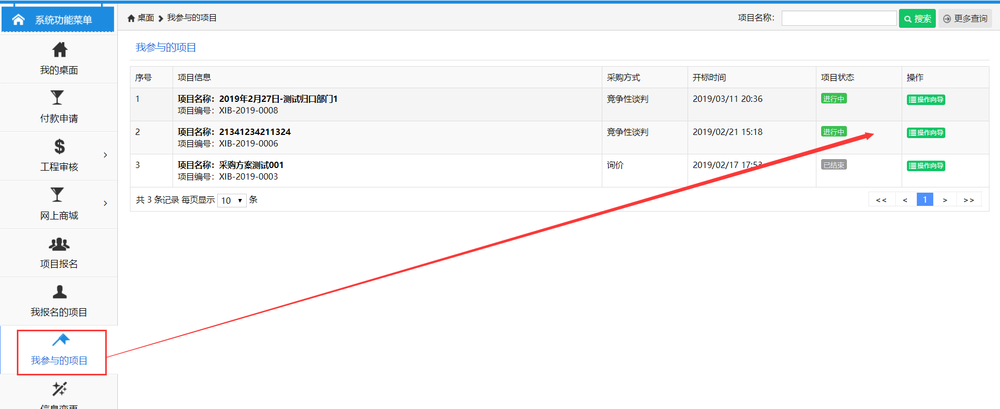 系统功能菜单
桌面 我参与的项目
项目名称：
搜索
更多查询
我的桌面
付款申请
工程审核
网上商城
项目报名
我报名的项目
我参与的项目
信息变更
我参与的项目
序号 项目信息 采购方式 开标时间 项目状态 操作
1 项目名称：2019年2月27日-测试归口部门1 竞争性谈判 2019/03/11 20:36 进行中 操作向导
项目编号：XIB-2019-0008
2 项目名称：21341234211324 竞争性谈判 2019/02/21 15:18 进行中 操作向导
项目编号：XIB-2019-0006
3 项目名称：采购方案测试001 询价 2019/02/17 17:53 已结束 操作向导
项目编号：XIB-2019-0003
共 3 条记录 每页显示 10 条 << < 1 > >>